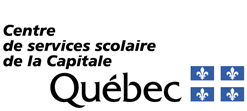 Centre
de services scolaire
de la Capitale
Québec